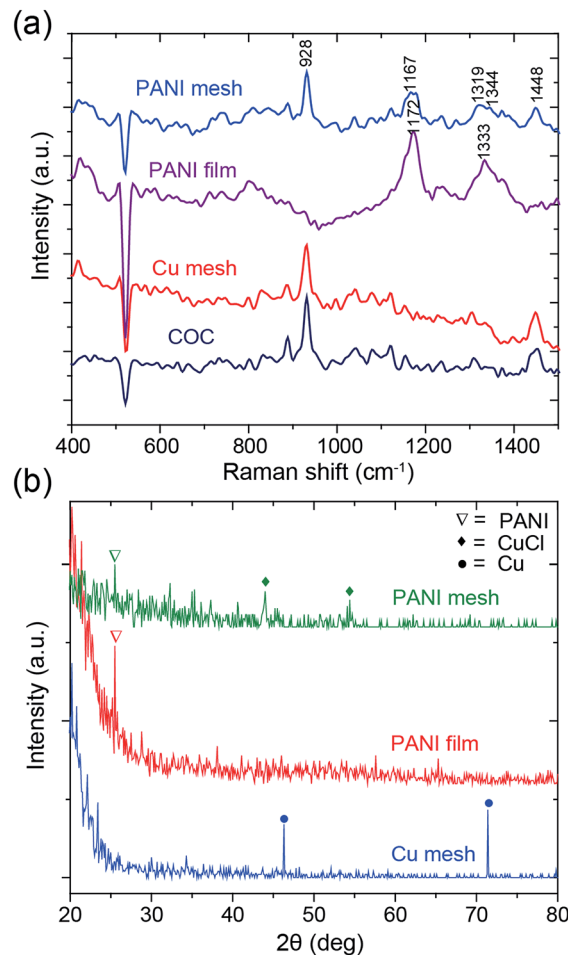 (a)
928
1167
1172
1319
1344
1333
1448
PANI mesh
PANI film
Cu mesh
COC
Intensity (a.u.)
400 600 800 1000 1200 1400
Raman shift (cm⁻¹)
(b)
▽ = PANI
♦ = CuCl
● = Cu
PANI mesh
PANI film
Cu mesh
Intensity (a.u.)
20 30 40 50 60 70 80
2θ (deg)